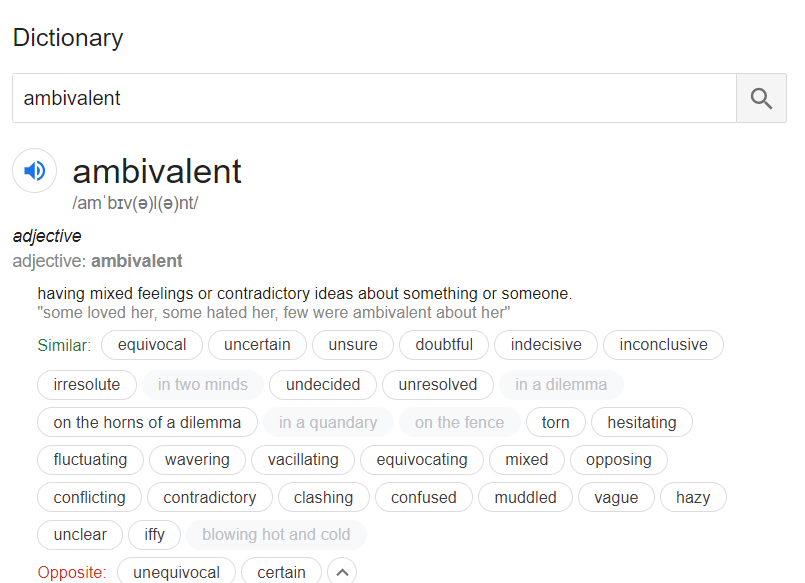 Dictionary
ambivalent
ambivalent
/amˈbɪv(ə)l(ə)nt/
adjective
adjective: ambivalent
having mixed feelings or contradictory ideas about something or someone.
"some loved her, some hated her, few were ambivalent about her"
Similar: equivocal uncertain unsure doubtful indecisive inconclusive
irresolute in two minds undecided unresolved in a dilemma
on the horns of a dilemma in a quandary on the fence torn hesitating
fluctuating wavering vacillating equivocating mixed opposing
conflicting contradictory clashing confused muddled vague hazy
unclear iffy blowing hot and cold
Opposite: unequivocal certain